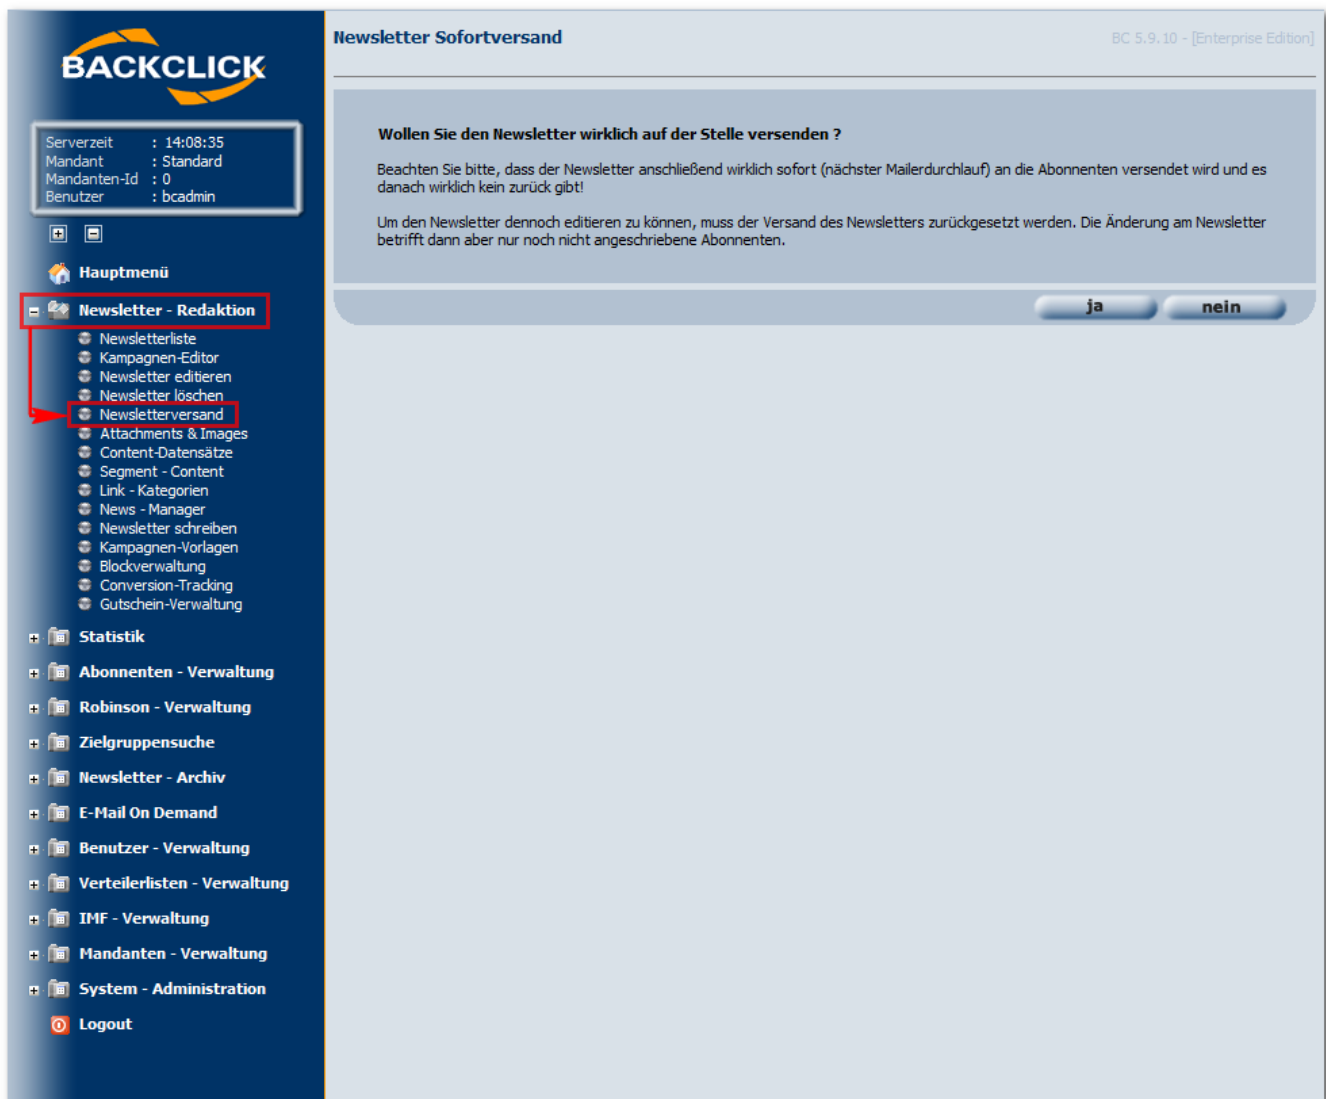 BACKCLICK
Serverzeit : 14:08:35
Mandant : Standard
Mandanten-Id : 0
Benutzer : bcadmin
Hauptmenü
Newsletter - Redaktion
Newsletterliste
Kampagnen-Editor
Newsletter editieren
Newsletter löschen
Newsletterversand
Attachments & Images
Content-Datensätze
Segment - Content
Link - Kategorien
News - Manager
Newsletter schreiben
Kampagnen-Vorlagen
Blockverwaltung
Conversion-Tracking
Gutschein-Verwaltung
Statistik
Abonnenten - Verwaltung
Robinson - Verwaltung
Zielgruppensuche
Newsletter - Archiv
E-Mail On Demand
Benutzer - Verwaltung
Verteilerlisten - Verwaltung
IMF - Verwaltung
Mandanten - Verwaltung
System - Administration
Logout
Newsletter Sofortversand
BC 5.9.10 - [Enterprise Edition]
Wollen Sie den Newsletter wirklich auf der Stelle versenden ?
Beachten Sie bitte, dass der Newsletter anschließend wirklich sofort (nächster Mailerdurchlauf) an die Abonnenten versendet wird und es
danach wirklich kein zurück gibt!
Um den Newsletter dennoch editieren zu können, muss der Versand des Newsletters zurückgesetzt werden. Die Änderung am Newsletter
betrifft dann aber nur noch nicht angeschriebene Abonnenten.
ja
nein